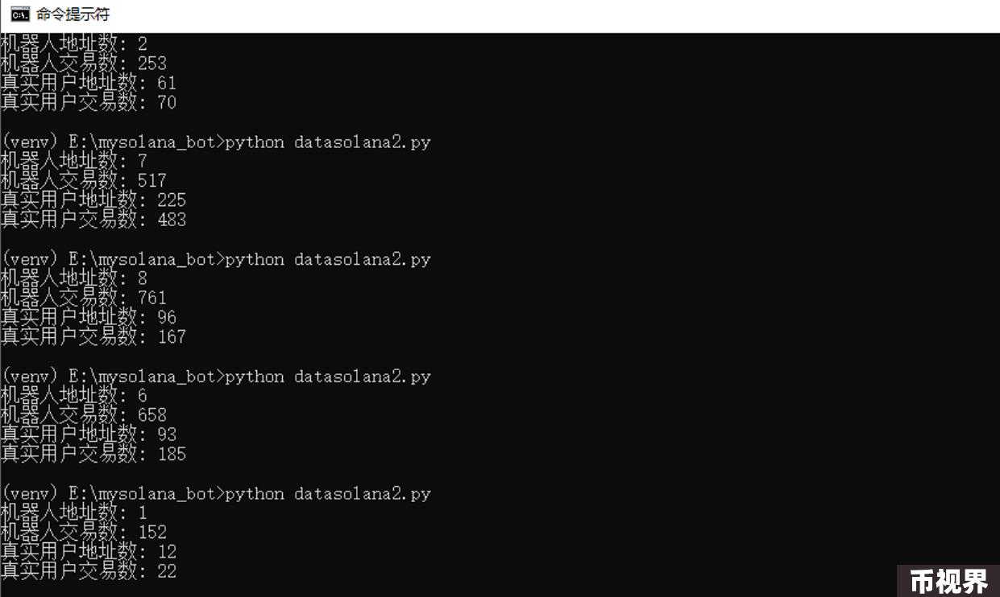 命令提示符
机器人地址数: 2
机器人交易数: 253
真实用户地址数: 61
真实用户交易数: 70
(venv) E:\mysolana_bot>python datasolana2.py
机器人地址数: 7
机器人交易数: 517
真实用户地址数: 225
真实用户交易数: 483
(venv) E:\mysolana_bot>python datasolana2.py
机器人地址数: 8
机器人交易数: 761
真实用户地址数: 96
真实用户交易数: 167
(venv) E:\mysolana_bot>python datasolana2.py
机器人地址数: 6
机器人交易数: 658
真实用户地址数: 93
真实用户交易数: 185
(venv) E:\mysolana_bot>python datasolana2.py
机器人地址数: 1
机器人交易数: 152
真实用户地址数: 12
真实用户交易数: 22
币视界